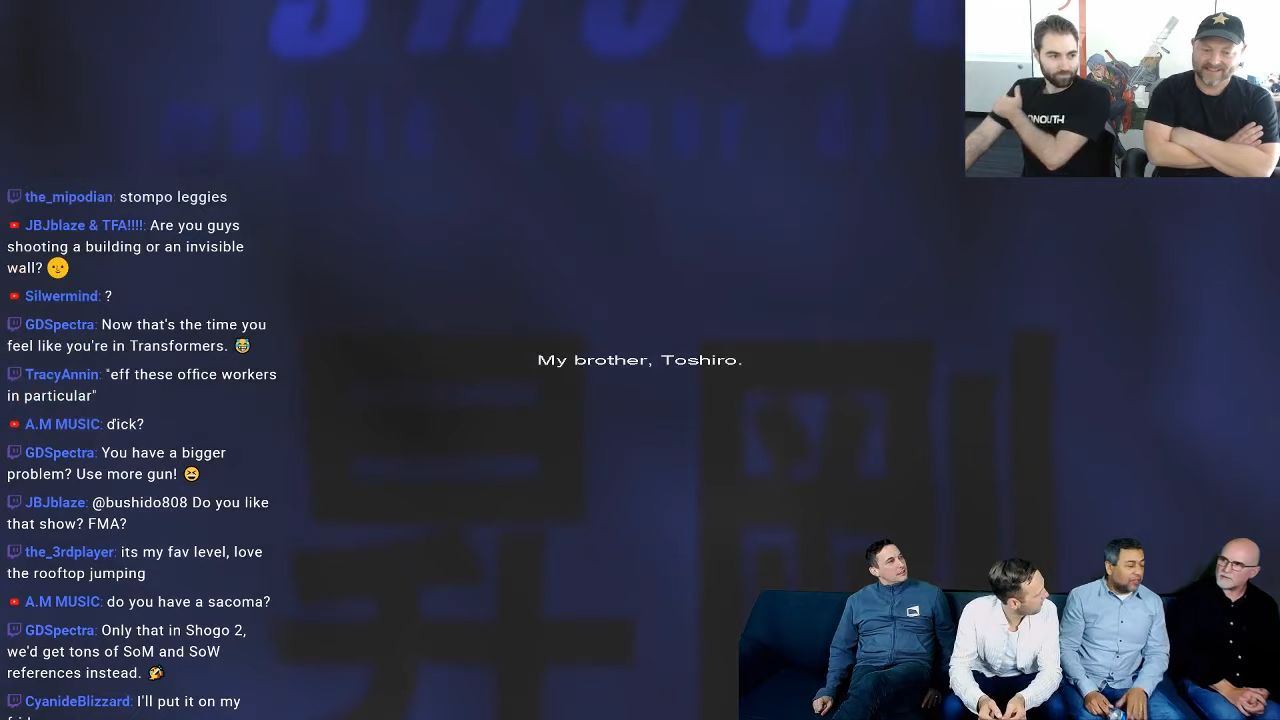 the_mipodian: stompo leggies
JBJblaze & TFA!!!!: Are you guys
shooting a building or an invisible
wall?
Silwermind: ?
GDSpectra: Now that's the time you
feel like you're in Transformers.
TracyAnnin: "eff these office workers
in particular"
A.M MUSIC: ďick?
GDSpectra: You have a bigger
problem? Use more gun!
JBJblaze: @bushido808 Do you like
that show? FMA?
the_3rdplayer: its my fav level, love
the rooftop jumping
A.M MUSIC: do you have a sacoma?
GDSpectra: Only that in Shogo 2,
we'd get tons of SoM and SoW
references instead.
CyanideBlizzard: I'll put it on my
My brother, Toshiro.